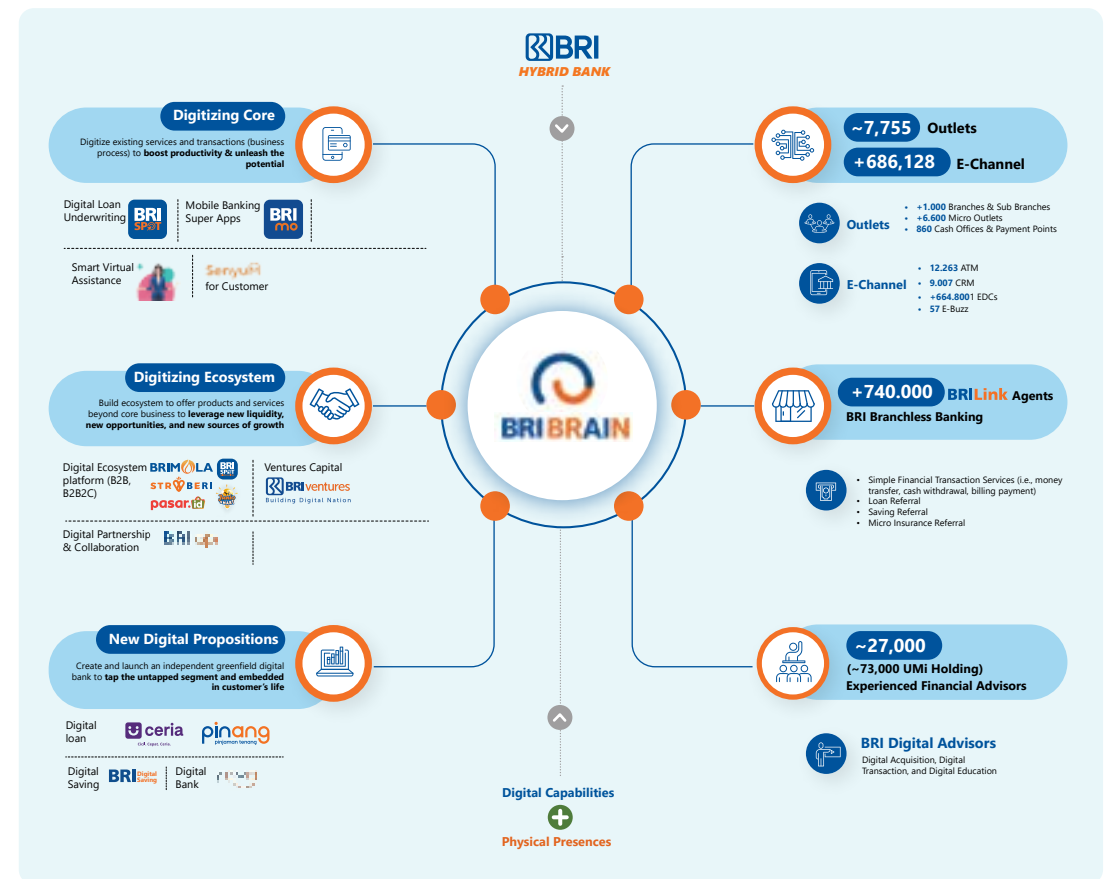 BRI
HYBRID BANK
Digitizing Core
Digitize existing services and transactions (business
process) to boost productivity & unleash the
potential
Digital Loan
Underwriting
BRI
SPOT
Mobile Banking
Super Apps
BRI
mo
Smart Virtual
Assistance
SenyuM
for Customer
Digitizing Ecosystem
Build ecosystem to offer products and services
beyond core business to leverage new liquidity,
new opportunities, and new sources of growth
Digital Ecosystem
platform (B2B,
B2B2C)
BRIMOLA
BRI
SPOT
STROBERI
pasar.id
Ventures Capital
BRI ventures
Building Digital Nation
Digital Partnership
& Collaboration
New Digital Propositions
Create and launch an independent greenfield digital
bank to tap the untapped segment and embedded
in customer's life
Digital
loan
ceria
Cicil, Cepat, Ceria.
pinang
pinjaman tenang
Digital
Saving
BRI Digital
Saving
Digital
Bank
BRIBRAIN
~7,755 Outlets
+686,128 E-Channel
Outlets
• +1.000 Branches & Sub Branches
• +6.600 Micro Outlets
• 860 Cash Offices & Payment Points
E-Channel
• 12.263 ATM
• 9.007 CRM
• +664.8001 EDCs
• 57 E-Buzz
+740.000 BRILink Agents
BRI Branchless Banking
• Simple Financial Transaction Services (i.e., money
transfer, cash withdrawal, billing payment)
• Loan Referral
• Saving Referral
• Micro Insurance Referral
~27,000
(~73,000 UMi Holding)
Experienced Financial Advisors
BRI Digital Advisors
Digital Acquisition, Digital
Transaction, and Digital Education
Digital Capabilities
Physical Presences